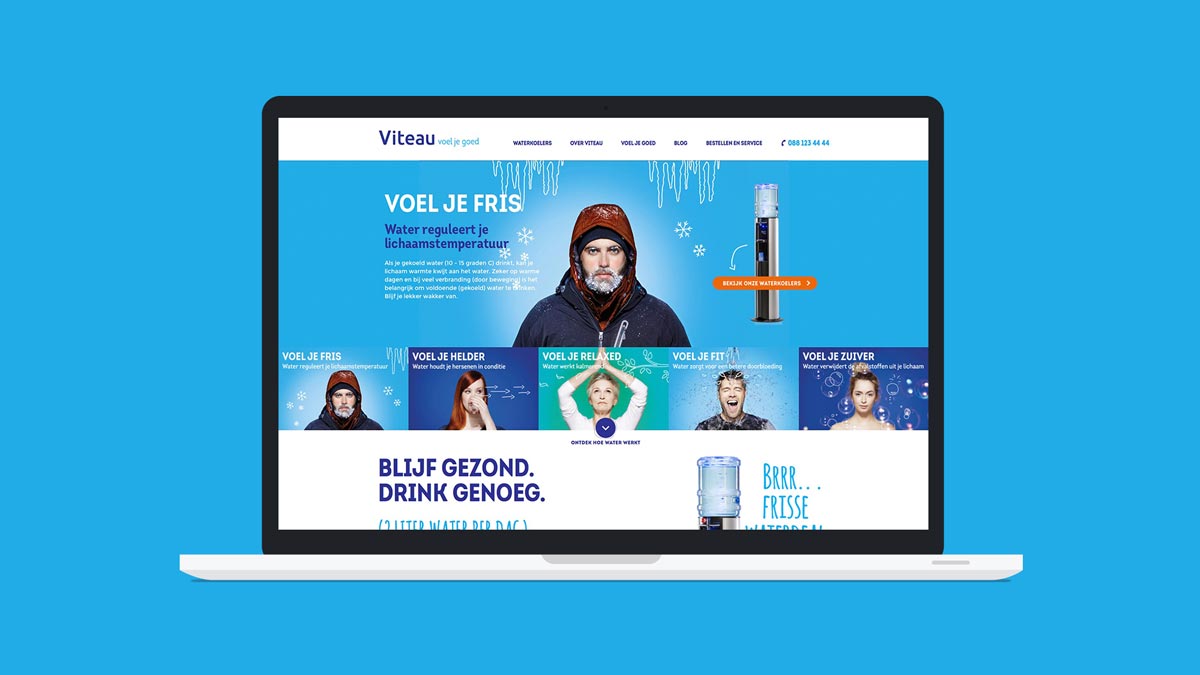 Viteau voel je goed
WATERKOELERS OVER VITEAU VOEL JE GOED BLOG BESTELLEN EN SERVICE 088 123 44 44
VOEL JE FRIS
Water reguleert je
lichaamstemperatuur
Als je gekoeld water (10 - 15 graden C) drinkt, kan je
lichaam warmte kwijt aan het water. Zeker op warme
dagen en bij veel verbranding (door beweging) is het
belangrijk om voldoende (gekoeld) water te drinken.
Blijf je lekker wakker van.
BEKIJK ONZE WATERKOELERS
VOEL JE FRIS
Water reguleert je lichaamstemperatuur
VOEL JE HELDER
Water houdt je hersenen in conditie
VOEL JE RELAXED
Water werkt kalmerend
VOEL JE FIT
Water zorgt voor een betere doorbloeding
VOEL JE ZUIVER
Water verwijdert de afvalstoffen uit je lichaam
ONTDEK HOE WATER WERKT
BLIJF GEZOND.
DRINK GENOEG.
(2 LITER WATER PER DAG)
BRRR...
FRISSE
WATERDEAL